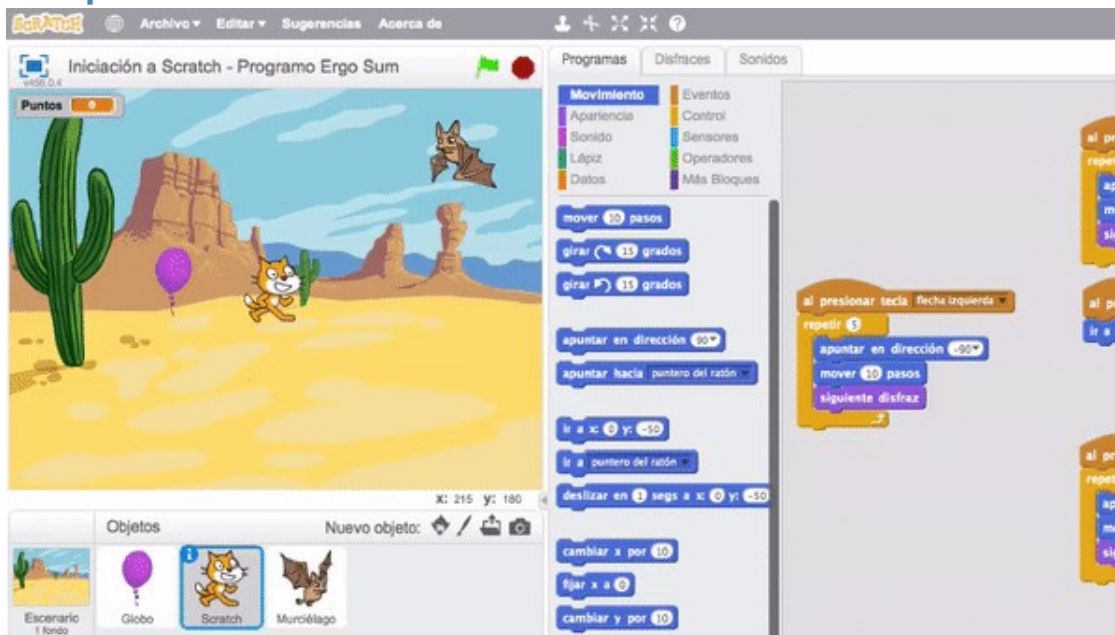 SCRATCH Archivo Editar Sugerencias Acerca de
Iniciación a Scratch - Programo Ergo Sum
v456.0.4
Puntos 0
X: 215 y: 180
Objetos Nuevo objeto:
Escenario
1 fondo
Globo
Scratch
Murciélago
Programas Disfraces Sonidos
Movimiento Eventos
Apariencia Control
Sonido Sensores
Lápiz Operadores
Datos Más Bloques
mover 10 pasos
girar 15 grados
girar 15 grados
apuntar en dirección 90
apuntar hacia puntero del ratón
ir a x: 0 y: -50
ir a puntero del ratón
deslizar en 1 segs a x: 0 y: -50
cambiar x por 10
fijar x a 0
cambiar y por 10
al presionar tecla flecha izquierda
repetir 5
apuntar en dirección -90
mover 10 pasos
siguiente disfraz
ir a